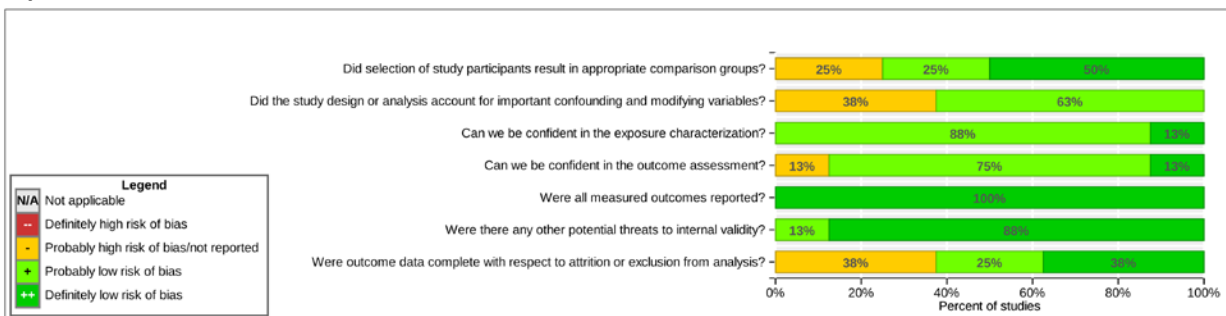 Did selection of study participants result in appropriate comparison groups?
25% 25% 50%
Did the study design or analysis account for important confounding and modifying variables?
38% 63%
Can we be confident in the exposure characterization?
88% 13%
Can we be confident in the outcome assessment?
13% 75% 13%
Were all measured outcomes reported?
100%
Were there any other potential threats to internal validity?
13% 88%
Were outcome data complete with respect to attrition or exclusion from analysis?
38% 25% 38%
0% 20% 40% 60% 80% 100%
Percent of studies
Legend
N/A Not applicable
-- Definitely high risk of bias
- Probably high risk of bias/not reported
+ Probably low risk of bias
++ Definitely low risk of bias